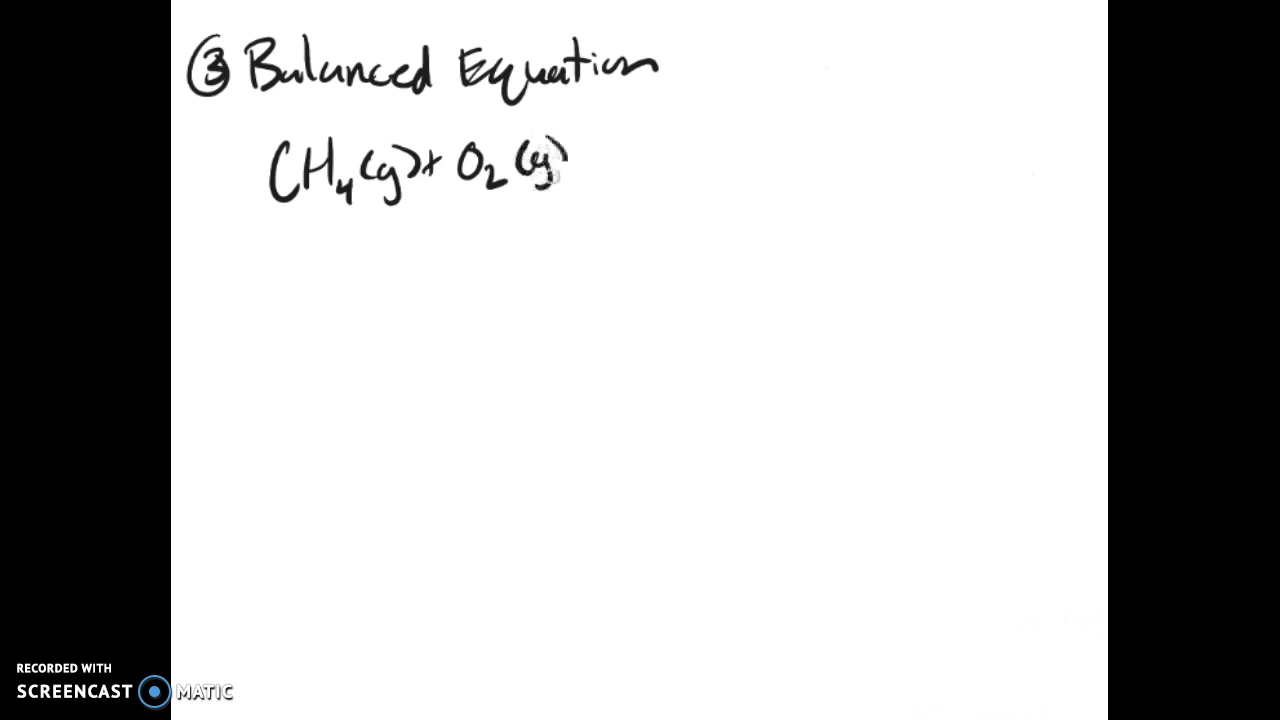 ③ Balanced Equation
CH₄(g) + O₂(g)
RECORDED WITH
SCREENCAST MATIC